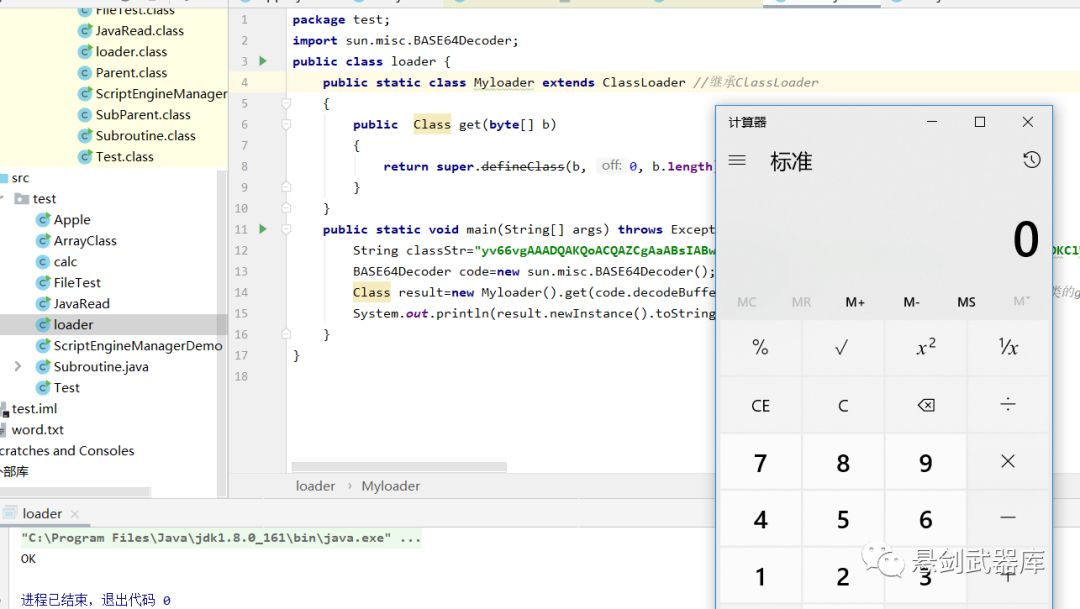 FileTest.class
JavaRead.class
loader.class
Parent.class
ScriptEngineManager
SubParent.class
Subroutine.class
Test.class
src
test
Apple
ArrayClass
calc
FileTest
JavaRead
loader
ScriptEngineManagerDemo
Subroutine.java
Test
test.iml
word.txt
cratches and Consoles
部库
1 package test;
2 import sun.misc.BASE64Decoder;
3 public class loader {
4 public static class Myloader extends ClassLoader //继承ClassLoader
5 {
6 public Class get(byte[] b)
7 {
8 return super.defineClass(b, off: 0, b.length
9 }
10 }
11 public static void main(String[] args) throws Except
12 String classStr="yv66vgAAADQAKQoACQAZCgAaABsIABw
13 BASE64Decoder code=new sun.misc.BASE64Decoder();
14 Class result=new Myloader().get(code.decodeBuffe 类的g
15 System.out.println(result.newInstance().toString
16 }
17 }
18
loader › Myloader
计算器
标准
0
MC MR M+ M- MS M˅
% √ x² ¹/x
CE C ⌫ ÷
7 8 9 ×
4 5 6 −
1 2 3 +
loader
"C:\Program Files\Java\jdk1.8.0_161\bin\java.exe" ...
OK
进程已结束，退出代码 0
悬剑武器库